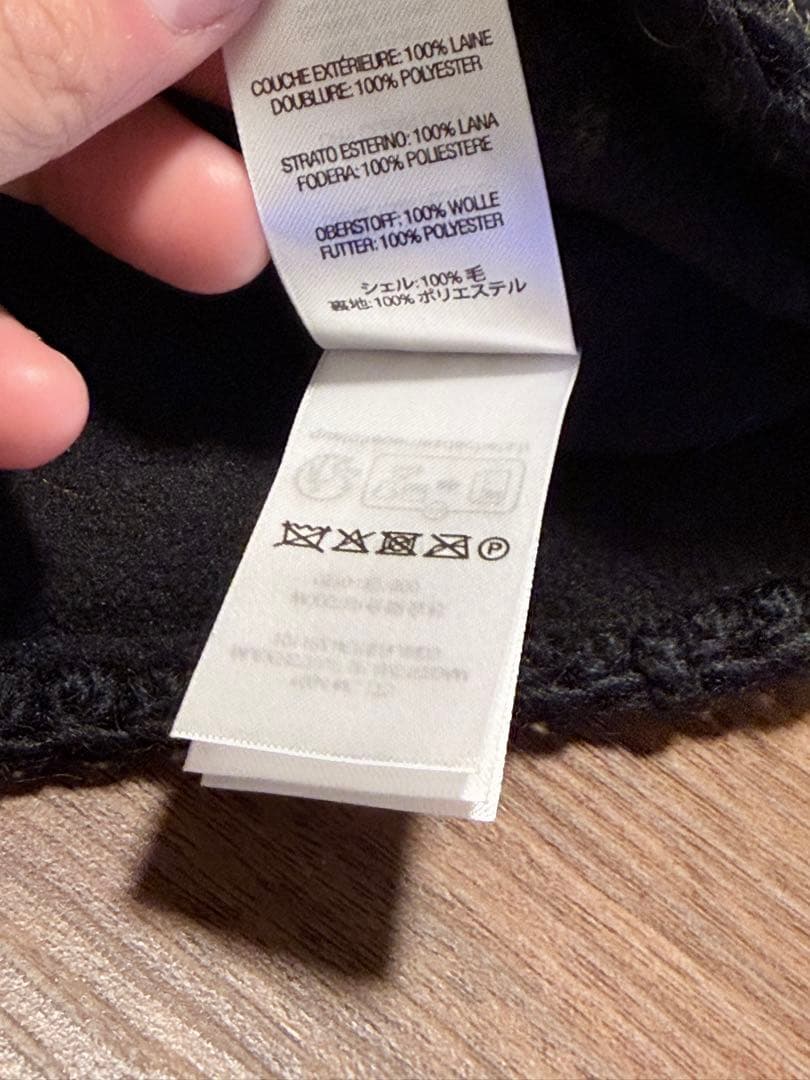 COUCHE EXTÉRIEURE: 100% LAINE
DOUBLURE: 100% POLYESTER
STRATO ESTERNO: 100% LANA
FODERA: 100% POLIESTERE
OBERSTOFF: 100% WOLLE
FUTTER: 100% POLYESTER
シェル:100% 毛
裏地:100% ポリエステル
P